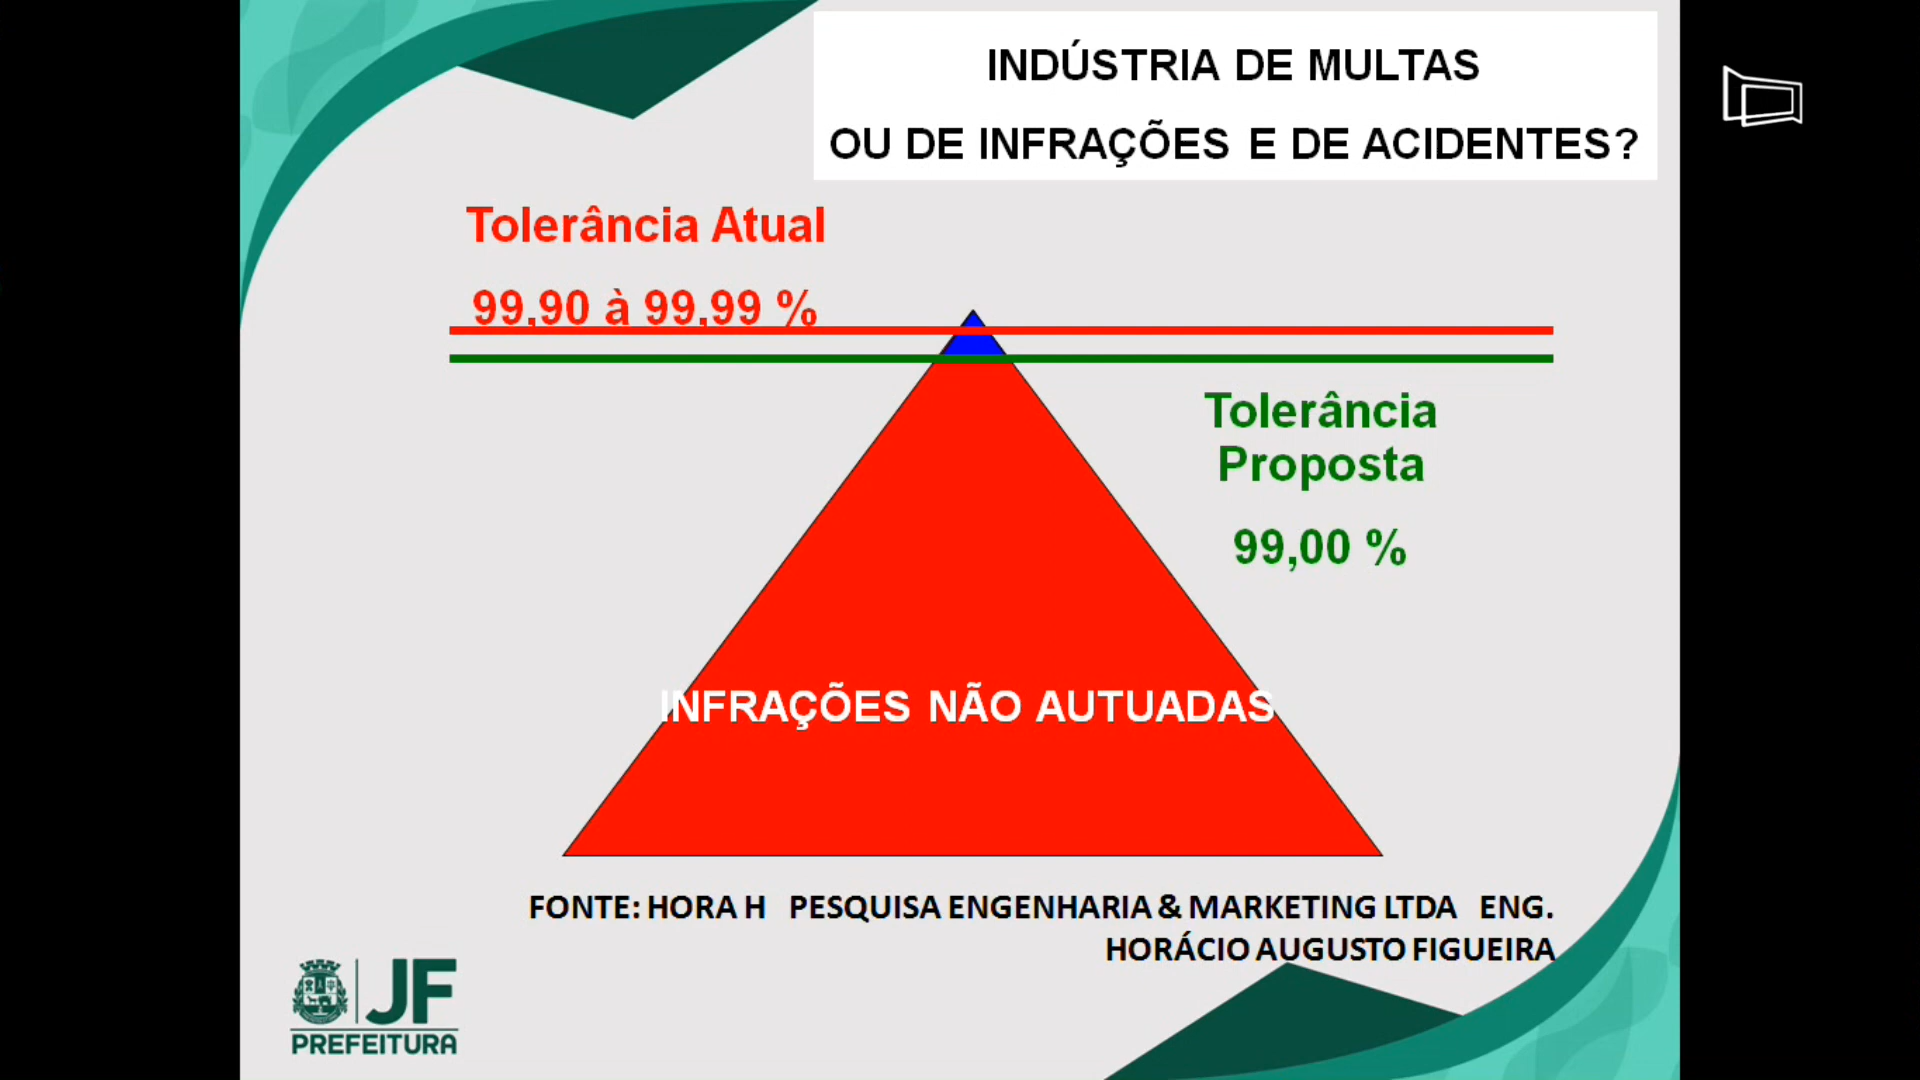 INDÚSTRIA DE MULTAS
OU DE INFRAÇÕES E DE ACIDENTES?
Tolerância Atual
99,90 à 99,99 %
Tolerância
Proposta
99,00 %
INFRAÇÕES NÃO AUTUADAS
FONTE: HORA H PESQUISA ENGENHARIA & MARKETING LTDA ENG.
HORÁCIO AUGUSTO FIGUEIRA
JF
PREFEITURA